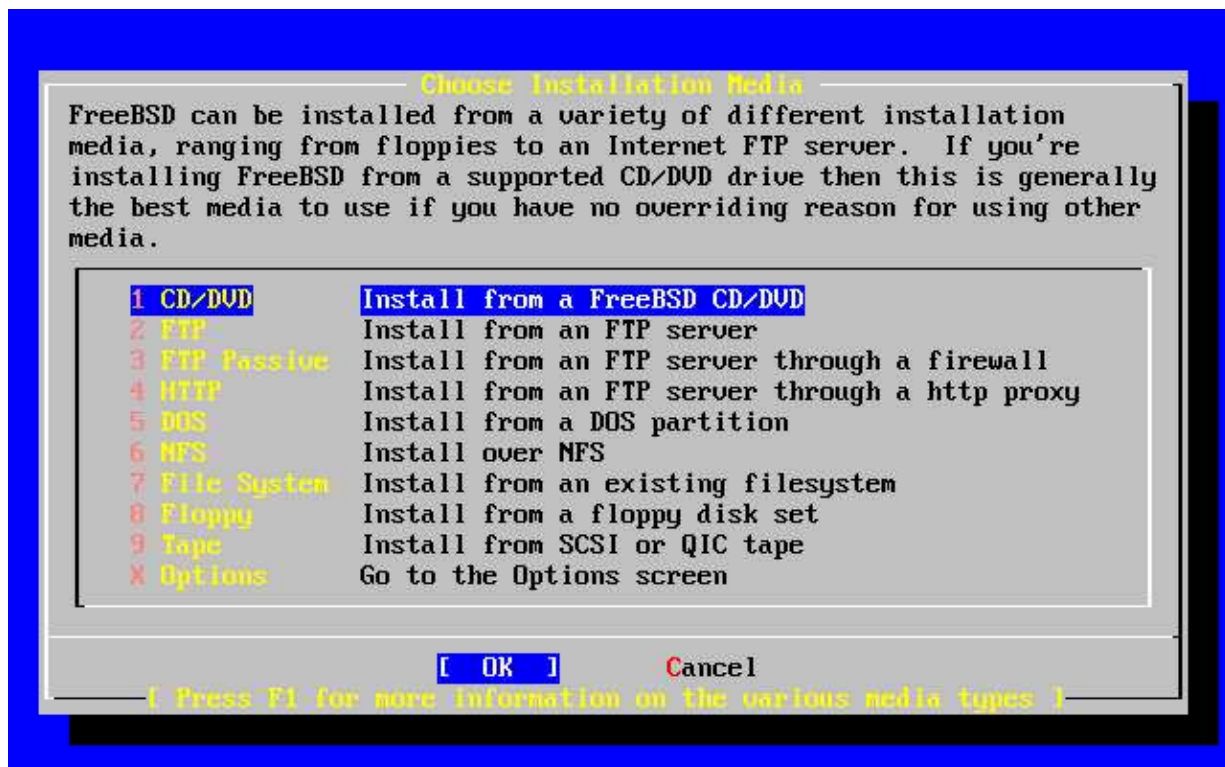 Choose Installation Media
FreeBSD can be installed from a variety of different installation
media, ranging from floppies to an Internet FTP server.  If you're
installing FreeBSD from a supported CD/DVD drive then this is generally
the best media to use if you have no overriding reason for using other
media.
1 CD/DVD Install from a FreeBSD CD/DVD
2 FTP Install from an FTP server
3 FTP Passive Install from an FTP server through a firewall
4 HTTP Install from an FTP server through a http proxy
5 DOS Install from a DOS partition
6 NFS Install over NFS
7 File System Install from an existing filesystem
8 Floppy Install from a floppy disk set
9 Tape Install from SCSI or QIC tape
X Options Go to the Options screen
[ OK ] Cancel
[ Press F1 for more information on the various media types ]